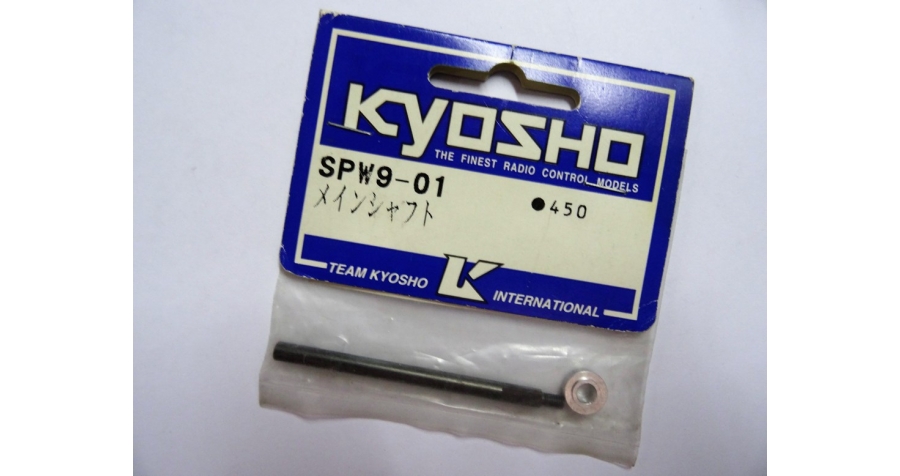 KYOSHO
THE FINEST RADIO CONTROL MODELS
SPW9-01
メインシャフト
●450
TEAM KYOSHO K INTERNATIONAL